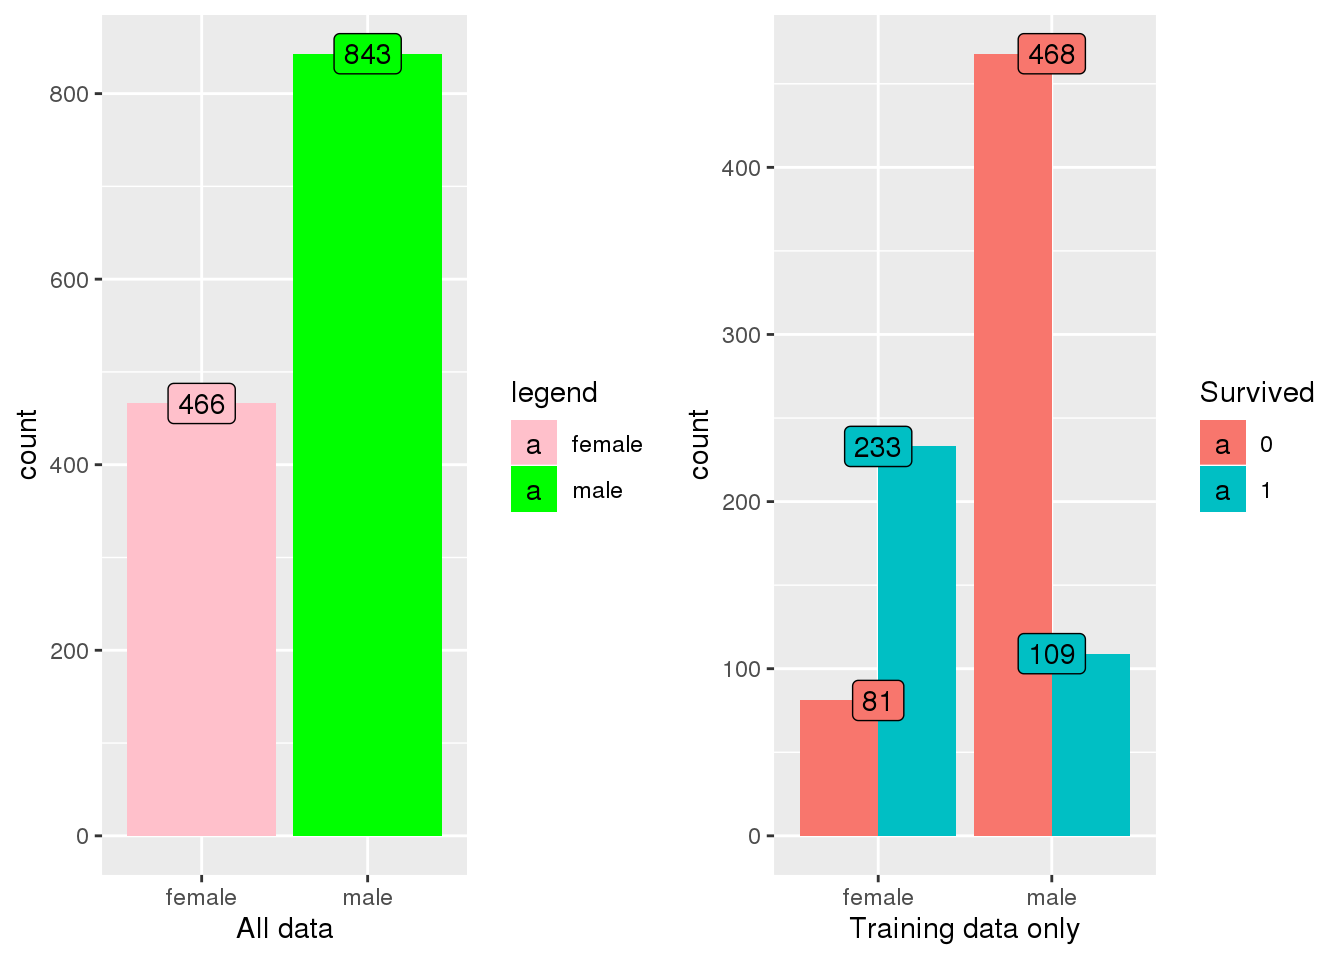 count
800
600
400
200
0
843
466
female
male
All data
legend
a female
a male
count
400
300
200
100
0
468
233
109
81
female
male
Training data only
Survived
a 0
a 1